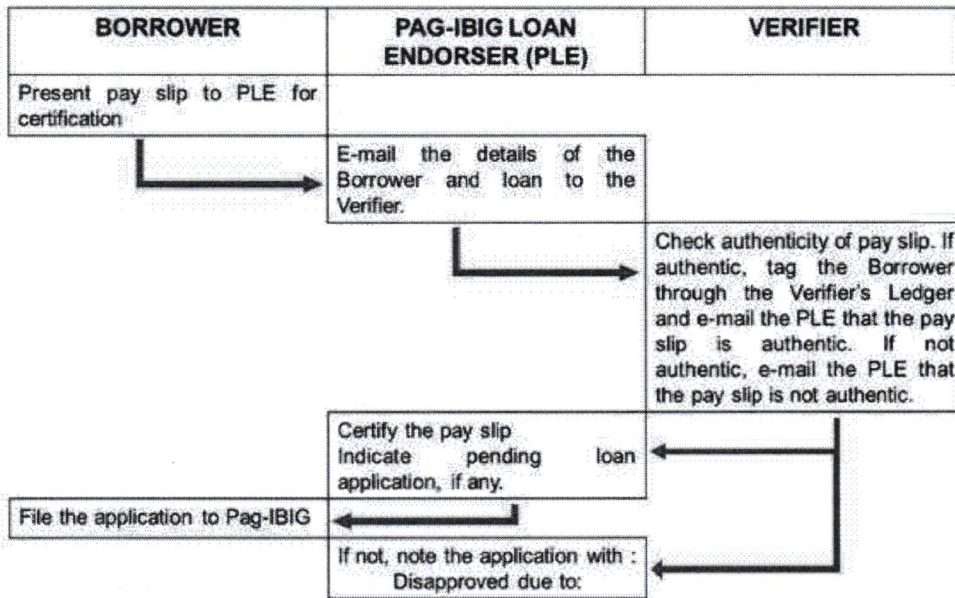 BORROWER
PAG-IBIG LOAN
ENDORSER (PLE)
VERIFIER
Present pay slip to PLE for
certification
E-mail the details of the
Borrower and loan to the
Verifier.
Check authenticity of pay slip. If
authentic, tag the Borrower
through the Verifier's Ledger
and e-mail the PLE that the pay
slip is authentic. If not
authentic, e-mail the PLE that
the pay slip is not authentic.
Certify the pay slip
Indicate pending loan
application, if any.
File the application to Pag-IBIG
If not, note the application with :
Disapproved due to: